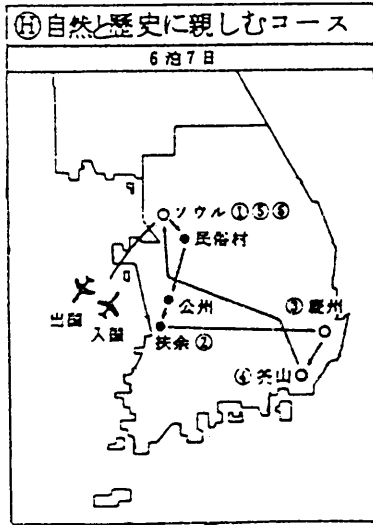 Ⓗ自然と歴史に親しむコース
6泊7日
ソウル①⑤⑥
民俗村
公州
③慶州
出国
入国
扶余②
④釜山